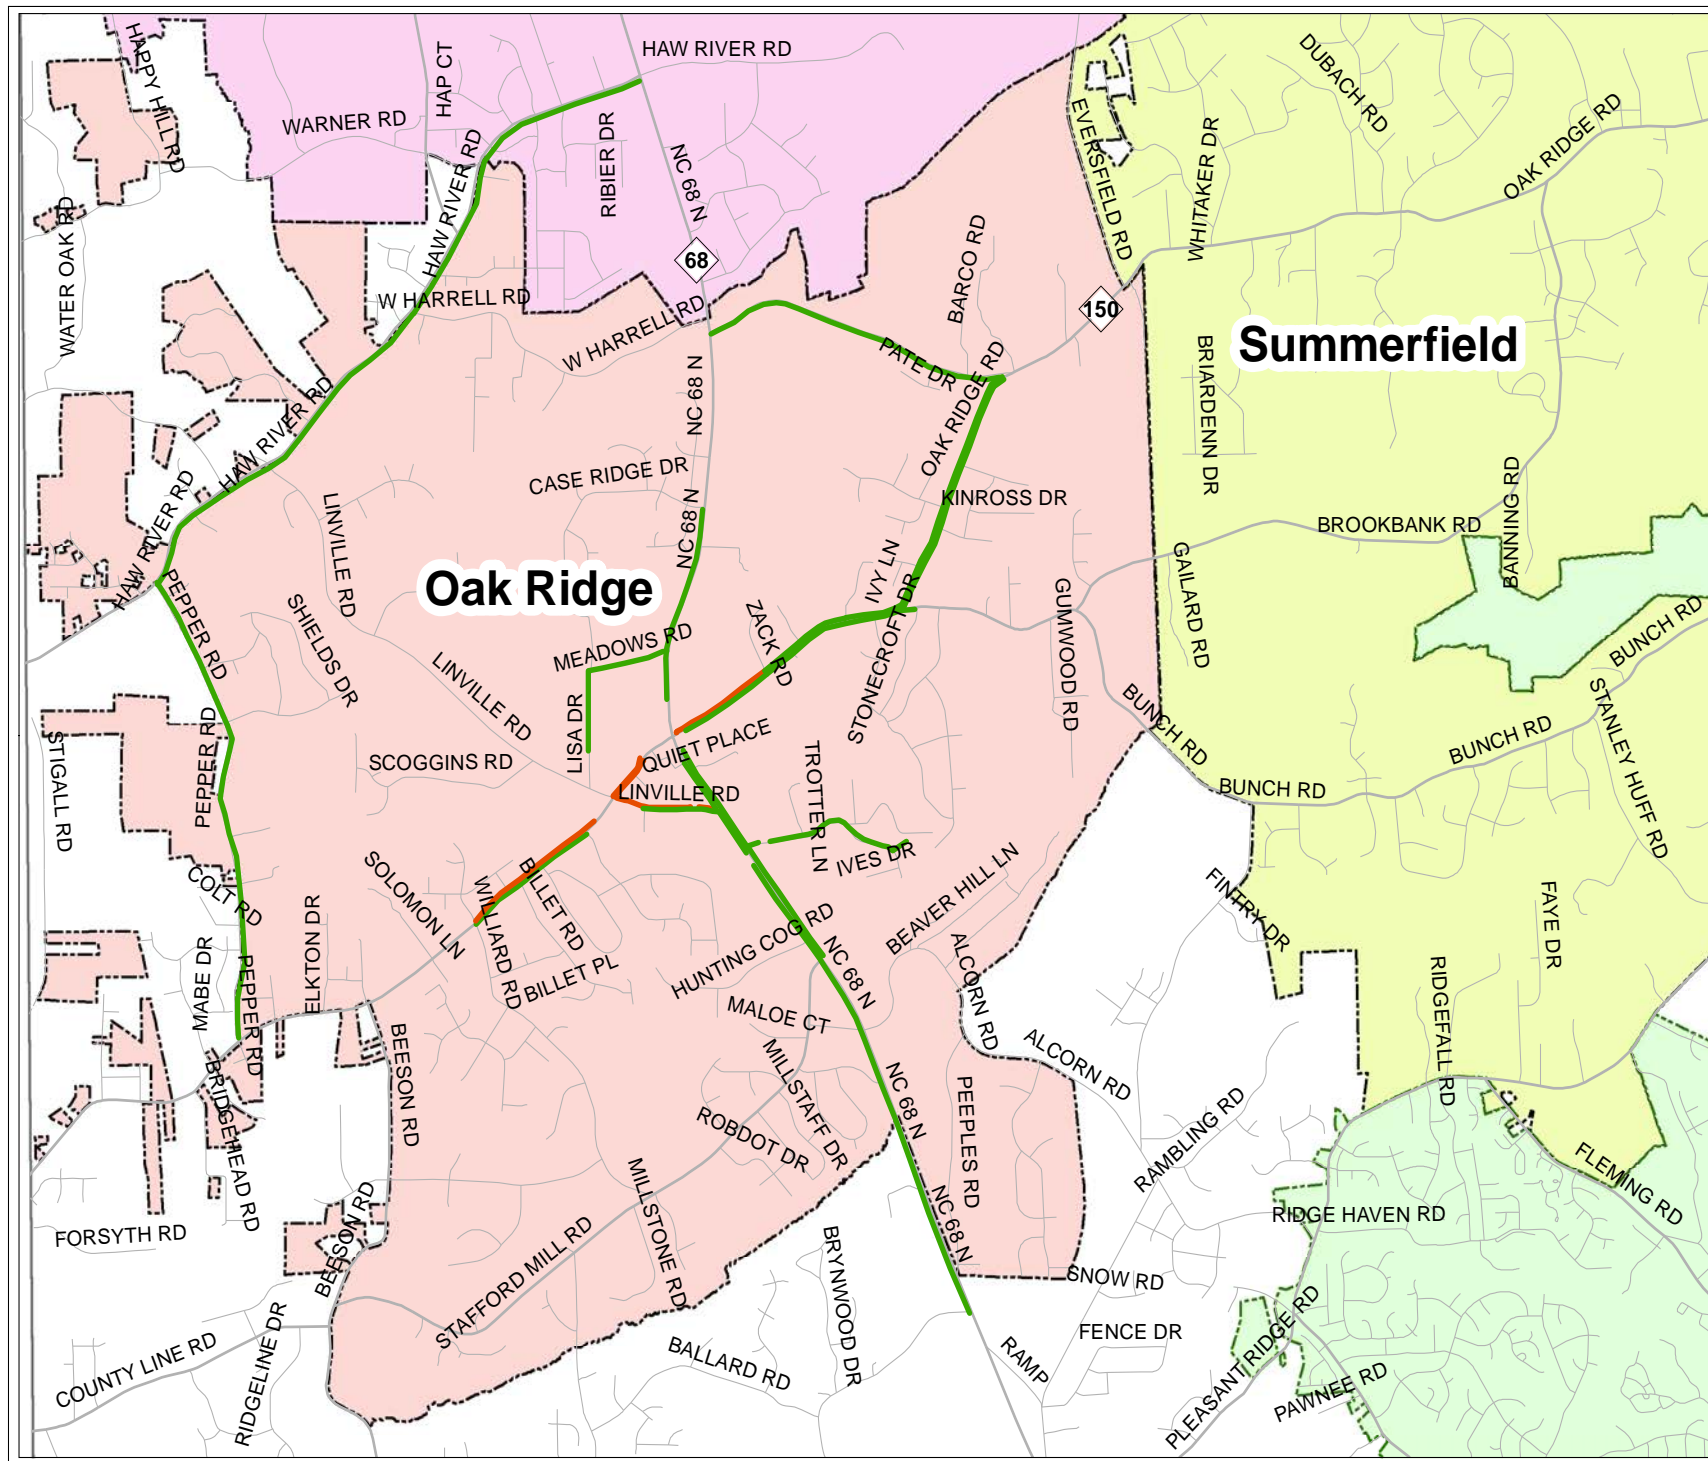 HAW RIVER RD
HAPPY HILL RD
HAP CT
WARNER RD
HAW RIVER RD
RIBIER DR
NC 68 N
DUBACH RD
OAK RIDGE RD
EVERSFIELD RD
WHITAKER DR
WATER OAK RD
68
BARCO RD
W HARRELL RD
W HARRELL RD
150
Summerfield
PATE DR
OAK RIDGE RD
BRIARDENN DR
NC 68 N
HAW RIVER RD
CASE RIDGE DR
KINROSS DR
BROOKBANK RD
BANNING RD
HAW RIVER RD
LINVILLE RD
NC 68 N
Oak Ridge
IVY LN
GUMWOOD RD
GAILARD RD
PEPPER RD
SHIELDS DR
ZACK RD
MEADOWS RD
STONECROFT DR
BUNCH RD
LINVILLE RD
LISA DR
QUIET PLACE
BUNCH RD
BUNCH RD
STANLEY HUFF RD
STIGALL RD
PEPPER RD
SCOGGINS RD
LINVILLE RD
TROTTER LN
BUNCH RD
IVES DR
COLT RD
SOLOMON LN
WILLIARD RD
BILLET RD
BEAVER HILL LN
FINTRY DR
FAYE DR
MABE DR
ELKTON DR
BILLET PL
HUNTING COG RD
NC 68 N
ALCORN RD
RIDGEFALL RD
PEPPER RD
MALOE CT
BEESON RD
MILLSTAFF DR
ALCORN RD
BRIDGEHEAD RD
ROBDOT DR
NC 68 N
PEEPLES RD
RAMBLING RD
FLEMING RD
FORSYTH RD
BEESON RD
STAFFORD MILL RD
MILLSTONE RD
NC 68 N
RIDGE HAVEN RD
BRYNWOOD DR
SNOW RD
COUNTY LINE RD
RIDGELINE DR
BALLARD RD
RAMP
FENCE DR
PLEASANT RIDGE RD
PAWNEE RD